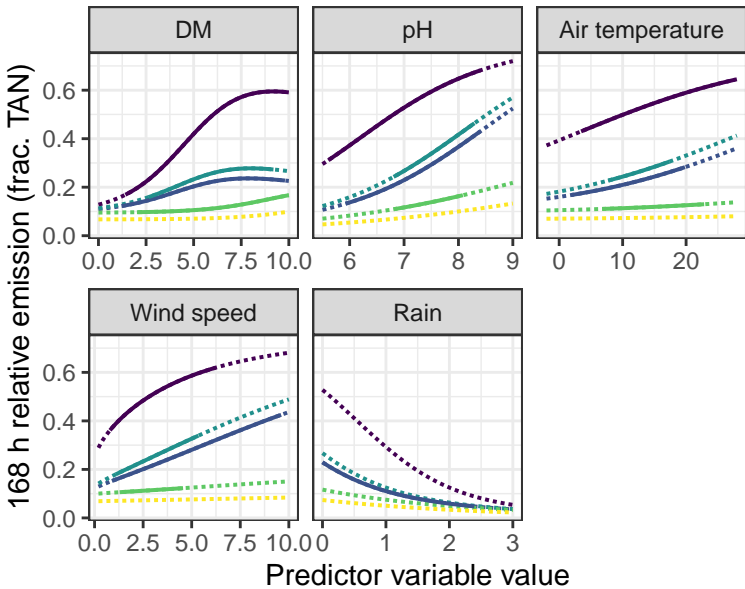 DM pH Air temperature
0.6
0.4
0.2
0.0
0.0 2.5 5.0 7.5 10.0 6 7 8 9 0 10 20
Wind speed Rain
0.6
0.4
0.2
0.0
0.0 2.5 5.0 7.5 10.0 0 1 2 3
168 h relative emission (frac. TAN)
Predictor variable value